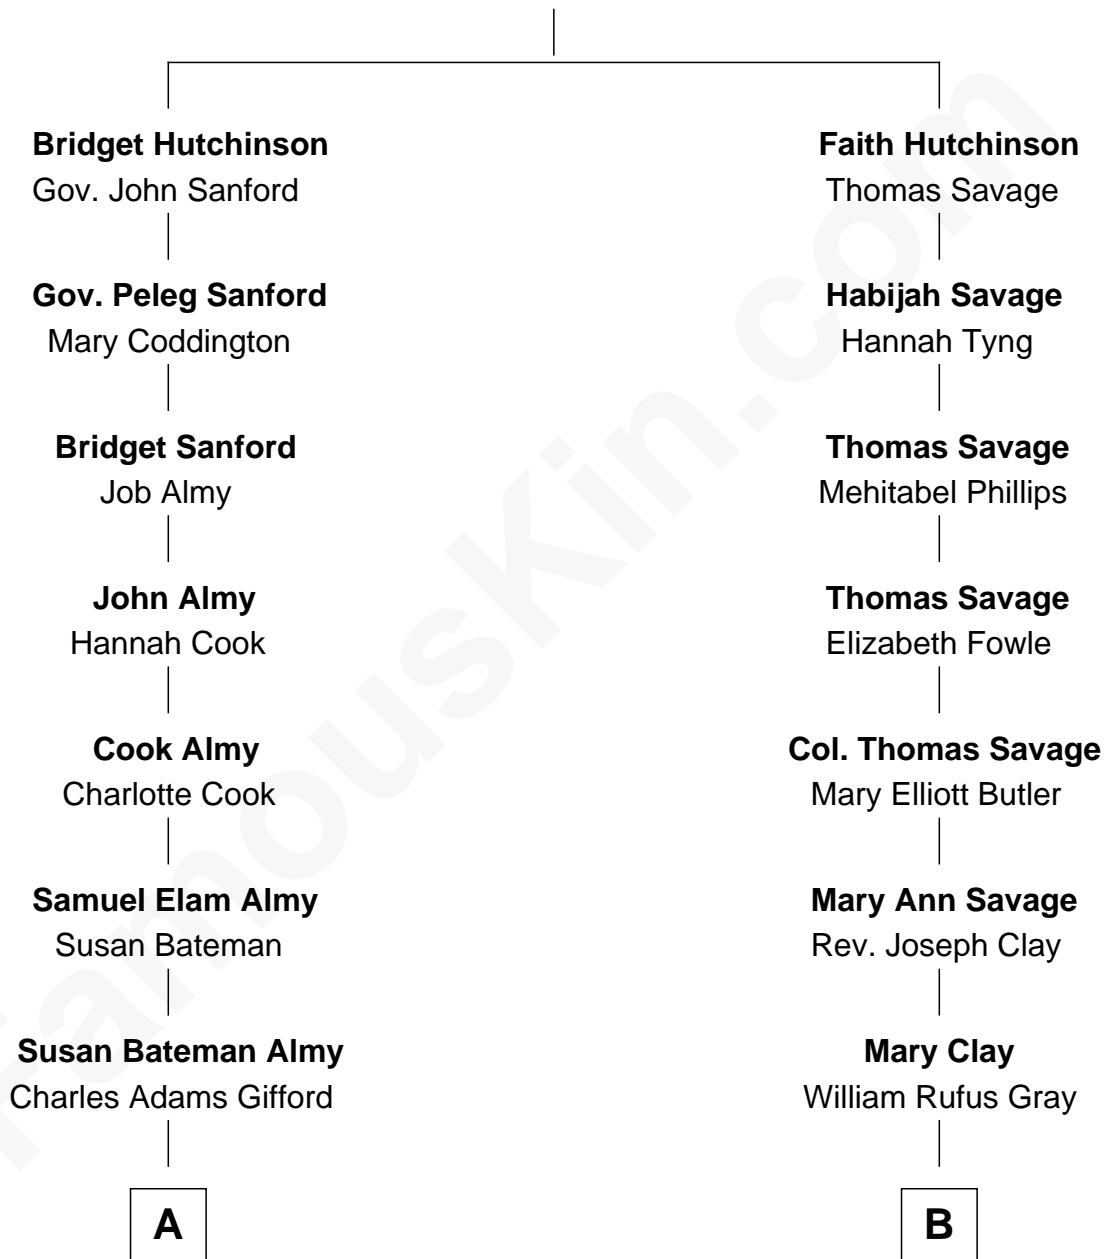 Bridget Hutchinson
Gov. John Sanford
Gov. Peleg Sanford
Mary Coddington
Bridget Sanford
Job Almy
John Almy
Hannah Cook
Cook Almy
Charlotte Cook
Samuel Elam Almy
Susan Bateman
Susan Bateman Almy
Charles Adams Gifford
A
Faith Hutchinson
Thomas Savage
Habijah Savage
Hannah Tyng
Thomas Savage
Mehitabel Phillips
Thomas Savage
Elizabeth Fowle
Col. Thomas Savage
Mary Elliott Butler
Mary Ann Savage
Rev. Joseph Clay
Mary Clay
William Rufus Gray
B
FamousKin.com